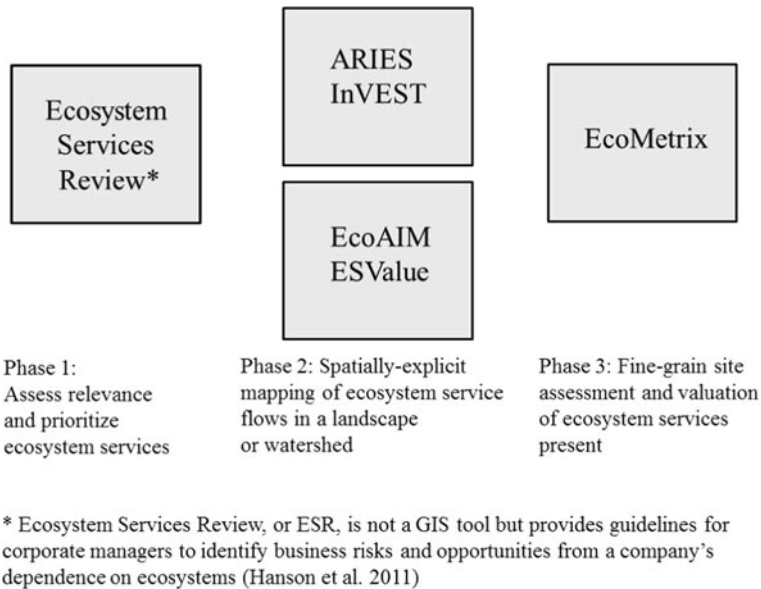 Ecosystem
Services
Review*
ARIES
InVEST
EcoAIM
ESValue
EcoMetrix
Phase 1:
Assess relevance
and prioritize
ecosystem services
Phase 2: Spatially-explicit
mapping of ecosystem service
flows in a landscape
or watershed
Phase 3: Fine-grain site
assessment and valuation
of ecosystem services
present
* Ecosystem Services Review, or ESR, is not a GIS tool but provides guidelines for
corporate managers to identify business risks and opportunities from a company’s
dependence on ecosystems (Hanson et al. 2011)